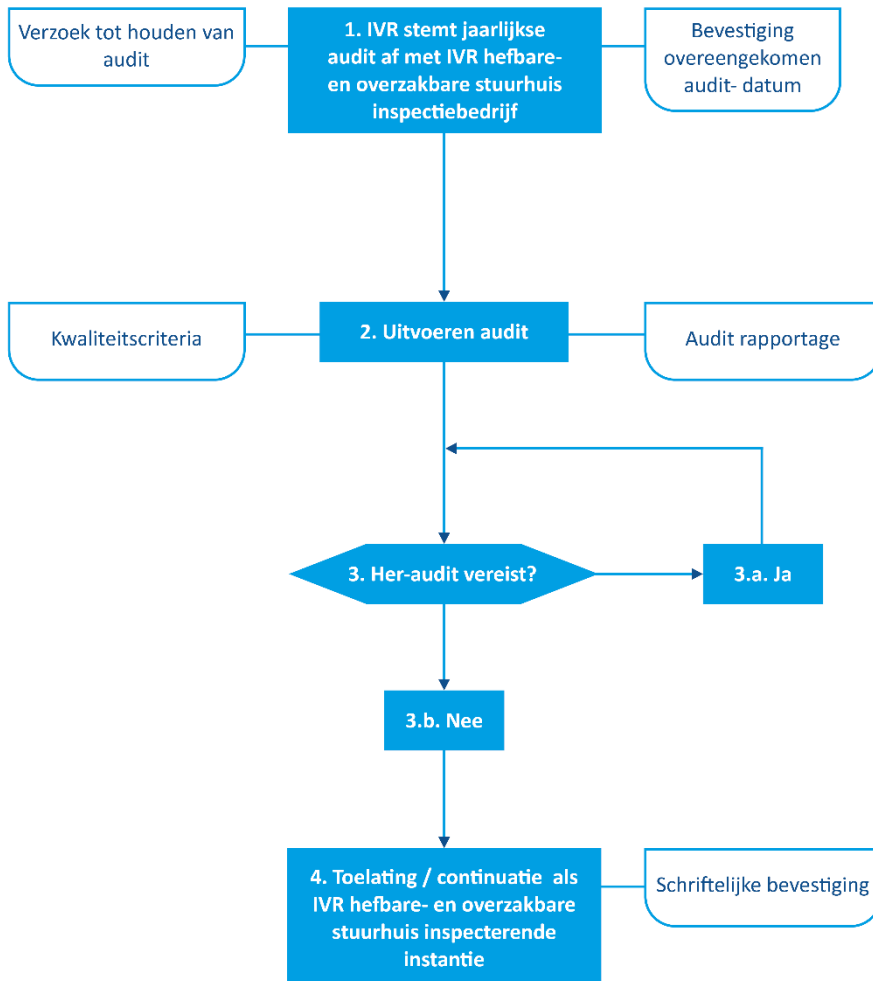 Verzoek tot houden van
audit
1. IVR stemt jaarlijkse
audit af met IVR hefbare-
en overzakbare stuurhuis
inspectiebedrijf
Bevestiging
overeengekomen
audit- datum
Kwaliteitscriteria
2. Uitvoeren audit
Audit rapportage
3. Her-audit vereist?
3.a. Ja
3.b. Nee
4. Toelating / continuatie als
IVR hefbare- en overzakbare
stuurhuis inspecterende
instantie
Schriftelijke bevestiging